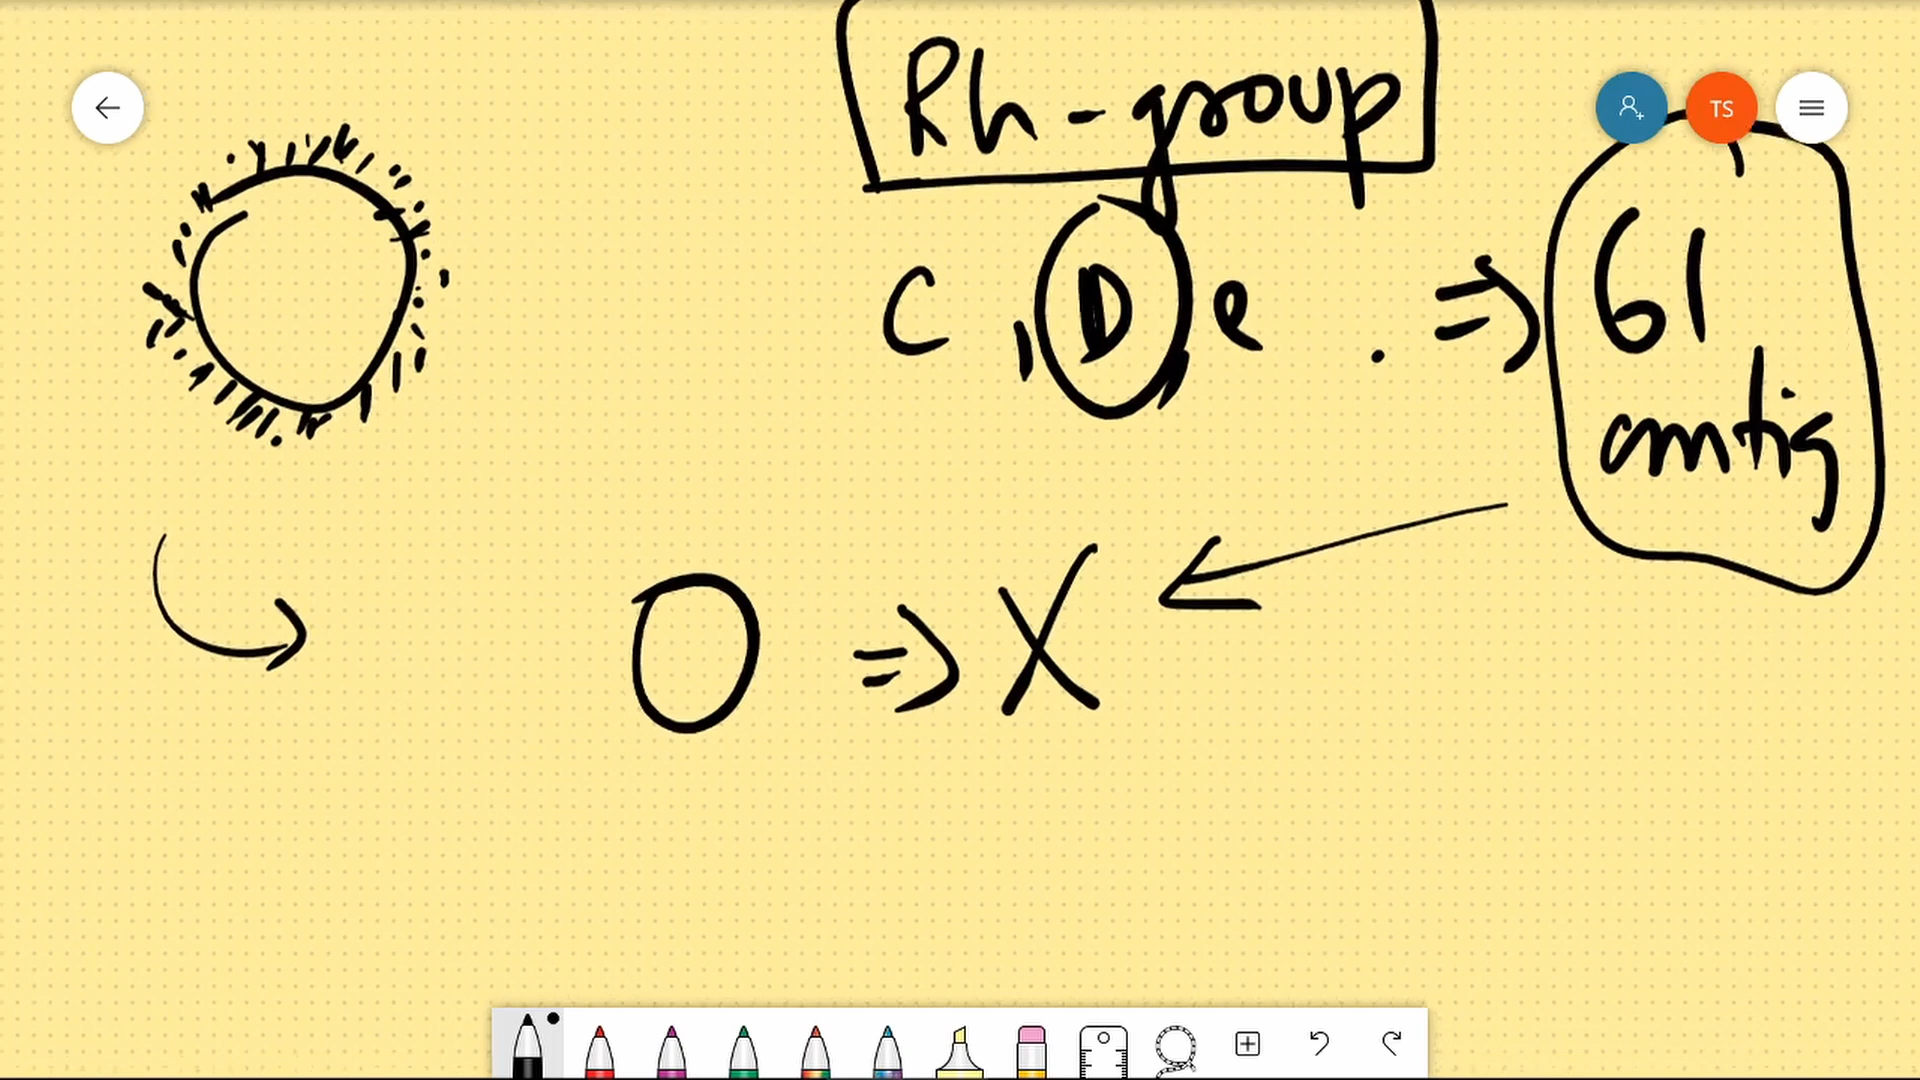 Rh-group
TS
C, D, e. ⇒ 61
antig
O ⇒ X